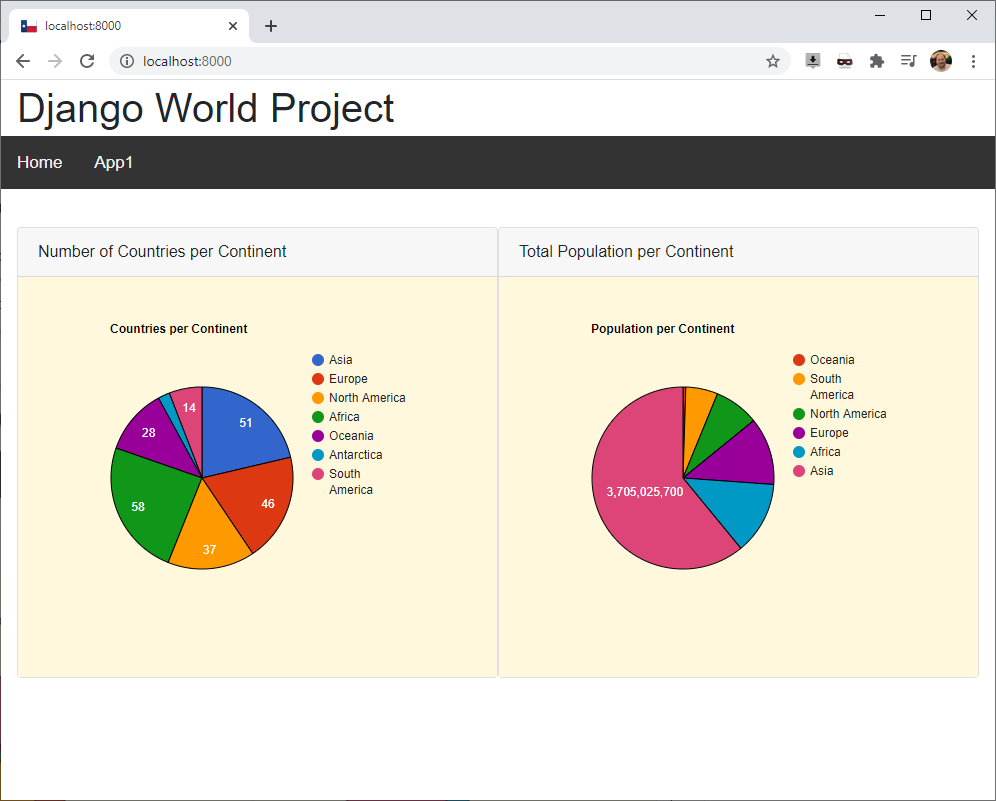 localhost:8000
localhost:8000
Django World Project
Home App1
Number of Countries per Continent
Countries per Continent
Asia
Europe
North America
Africa
Oceania
Antarctica
South
America
14
51
28
46
58
37
Total Population per Continent
Population per Continent
Oceania
South
America
North America
Europe
Africa
Asia
3,705,025,700